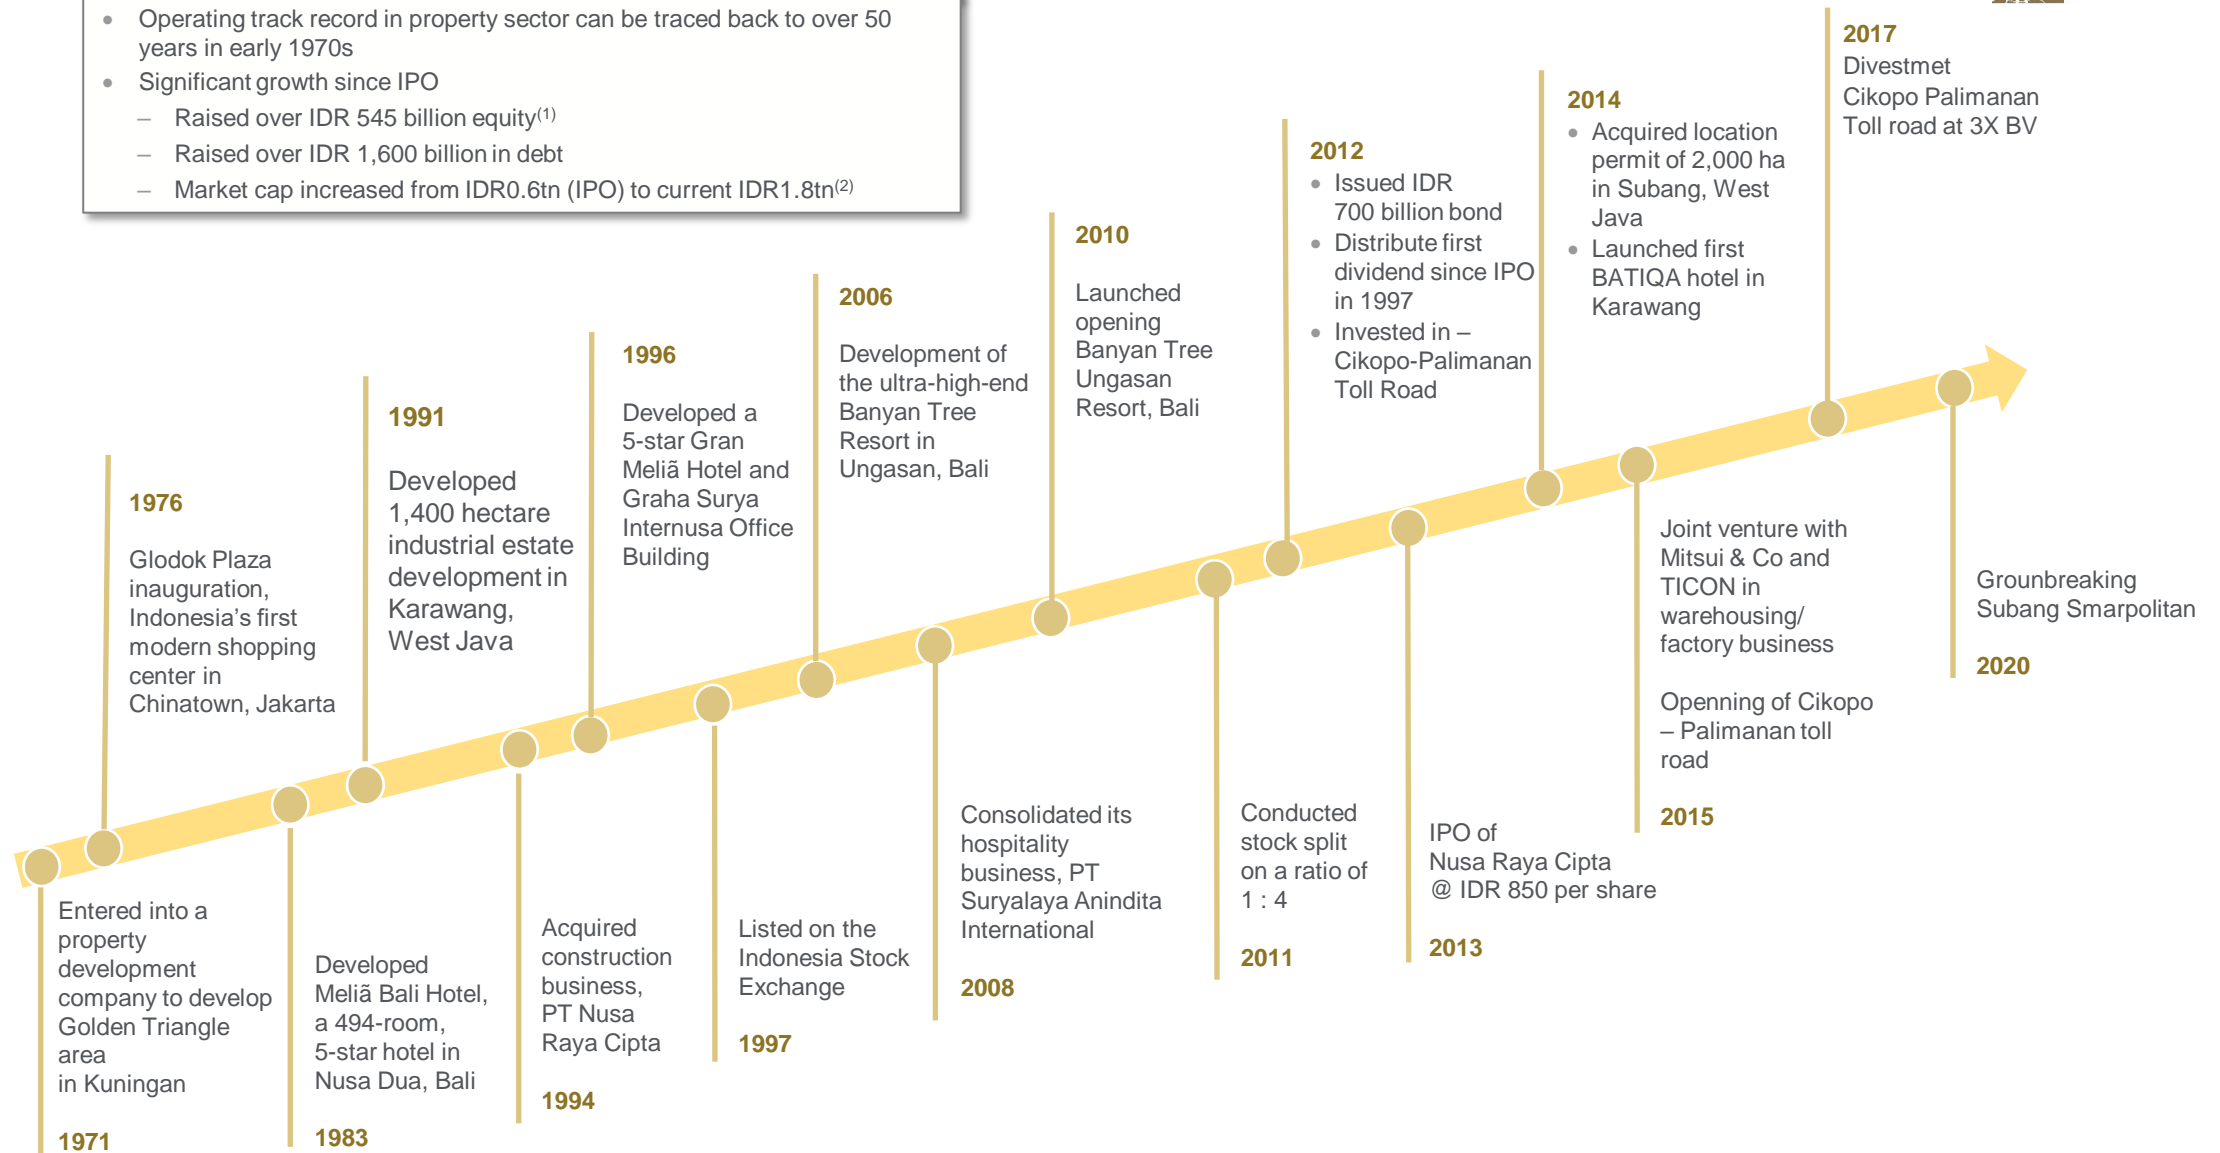 • Operating track record in property sector can be traced back to over 50
years in early 1970s
• Significant growth since IPO
– Raised over IDR 545 billion equity(1)
– Raised over IDR 1,600 billion in debt
– Market cap increased from IDR0.6tn (IPO) to current IDR1.8tn(2)
1976
Glodok Plaza
inauguration,
Indonesia’s first
modern shopping
center in
Chinatown, Jakarta
1991
Developed
1,400 hectare
industrial estate
development in
Karawang,
West Java
1996
Developed a
5-star Gran
Meliã Hotel and
Graha Surya
Internusa Office
Building
2006
Development of
the ultra-high-end
Banyan Tree
Resort in
Ungasan, Bali
2010
Launched
opening
Banyan Tree
Ungasan
Resort, Bali
2012
• Issued IDR
700 billion bond
• Distribute first
dividend since IPO
in 1997
• Invested in –
Cikopo-Palimanan
Toll Road
2014
• Acquired location
permit of 2,000 ha
in Subang, West
Java
• Launched first
BATIQA hotel in
Karawang
2017
Divestmet
Cikopo Palimanan
Toll road at 3X BV
Entered into a
property
development
company to develop
Golden Triangle
area
in Kuningan
1971
Developed
Meliã Bali Hotel,
a 494-room,
5-star hotel in
Nusa Dua, Bali
1983
Acquired
construction
business,
PT Nusa
Raya Cipta
1994
Listed on the
Indonesia Stock
Exchange
1997
Consolidated its
hospitality
business, PT
Suryalaya Anindita
International
2008
Conducted
stock split
on a ratio of
1 : 4
2011
IPO of
Nusa Raya Cipta
@ IDR 850 per share
2013
Joint venture with
Mitsui & Co and
TICON in
warehousing/
factory business
Openning of Cikopo
– Palimanan toll
road
2015
Grounbreaking
Subang Smarpolitan
2020